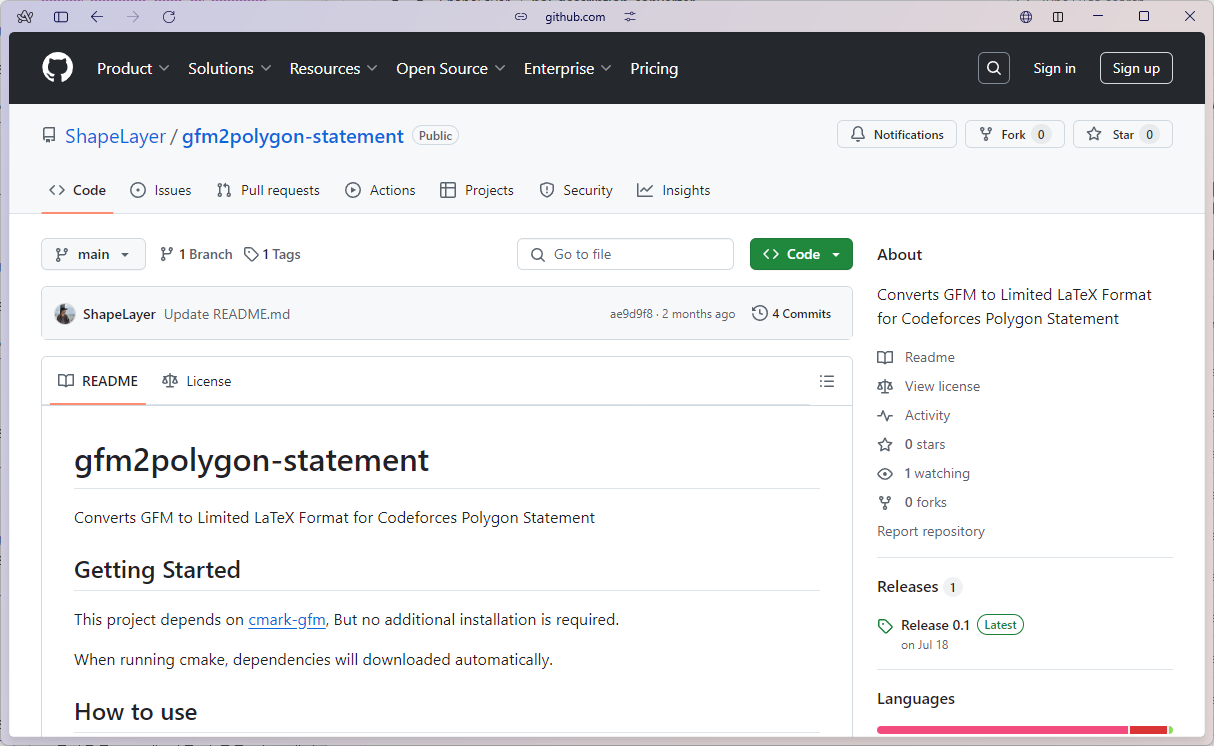 github.com
Product Solutions Resources Open Source Enterprise Pricing Sign in Sign up
ShapeLayer / gfm2polygon-statement Public Notifications Fork 0 Star 0
Code Issues Pull requests Actions Projects Security Insights
main 1 Branch 1 Tags Go to file Code
ShapeLayer Update README.md ae9d9f8 · 2 months ago 4 Commits
README License
gfm2polygon-statement
Converts GFM to Limited LaTeX Format for Codeforces Polygon Statement
Getting Started
This project depends on cmark-gfm, But no additional installation is required.
When running cmake, dependencies will downloaded automatically.
How to use
About
Converts GFM to Limited LaTeX Format
for Codeforces Polygon Statement
Readme
View license
Activity
0 stars
1 watching
0 forks
Report repository
Releases 1
Release 0.1 Latest
on Jul 18
Languages